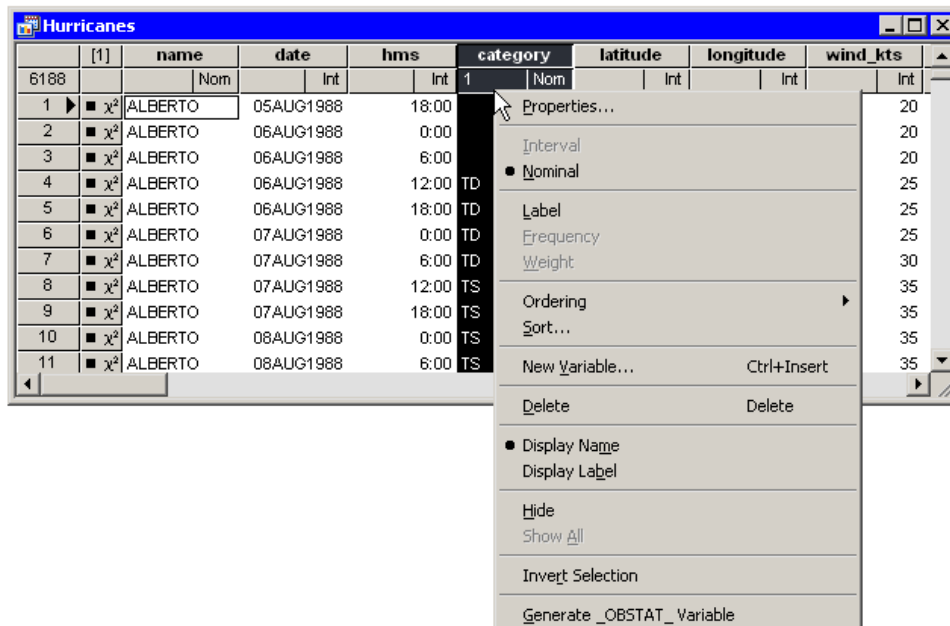 Hurricanes
[1] name date hms category latitude longitude wind_kts
6188 Nom Int Int 1 Nom Int Int Int
1 χ² ALBERTO 05AUG1988 18:00 20
2 χ² ALBERTO 06AUG1988 0:00 20
3 χ² ALBERTO 06AUG1988 6:00 20
4 χ² ALBERTO 06AUG1988 12:00 TD 25
5 χ² ALBERTO 06AUG1988 18:00 TD 25
6 χ² ALBERTO 07AUG1988 0:00 TD 25
7 χ² ALBERTO 07AUG1988 6:00 TD 30
8 χ² ALBERTO 07AUG1988 12:00 TS 35
9 χ² ALBERTO 07AUG1988 18:00 TS 35
10 χ² ALBERTO 08AUG1988 0:00 TS 35
11 χ² ALBERTO 08AUG1988 6:00 TS 35
Properties...
Interval
Nominal
Label
Frequency
Weight
Ordering
Sort...
New Variable... Ctrl+Insert
Delete Delete
Display Name
Display Label
Hide
Show All
Invert Selection
Generate _OBSTAT_ Variable